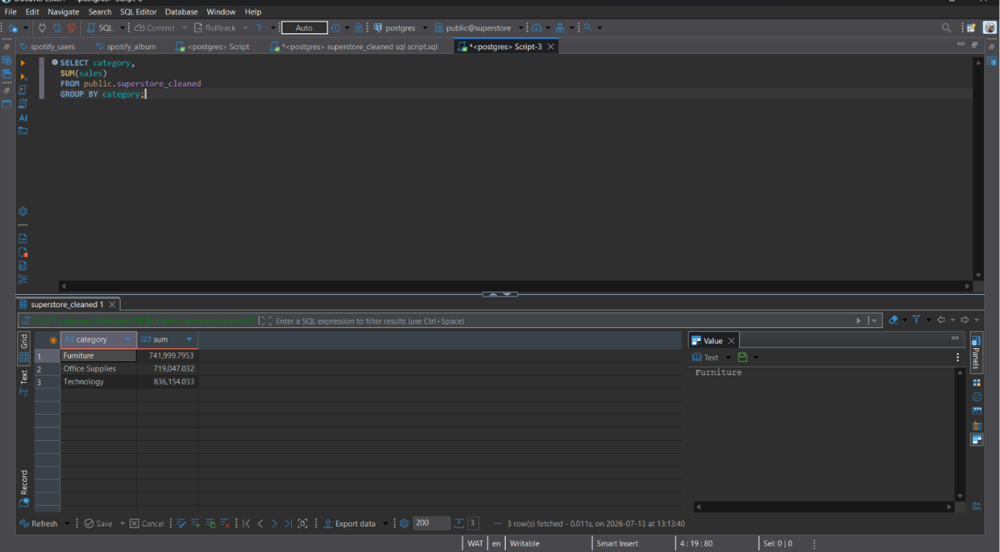 File Edit Navigate Search SQL Editor Database Window Help
SQL Commit Rollback T Auto postgres public@superstore
spotify_users spotify_album <postgres> Script *<postgres> superstore_cleaned sql script.sql *<postgres> Script-3
SELECT category,
SUM(sales)
FROM public.superstore_cleaned
GROUP BY category;
AI
superstore_cleaned 1
Enter a SQL expression to filter results (use Ctrl+Space)
Grid
Text
Record
A-Z category 123 sum
1 Furniture 741,999.7953
2 Office Supplies 719,047.032
3 Technology 836,154.033
Value
Text
Furniture
Panels
Refresh Save Cancel Export data 200 3 ... 3 row(s) fetched - 0.011s, on 2026-07-13 at 13:13:40
WAT en Writable Smart Insert 4 : 19 : 80 Sel: 0 | 0